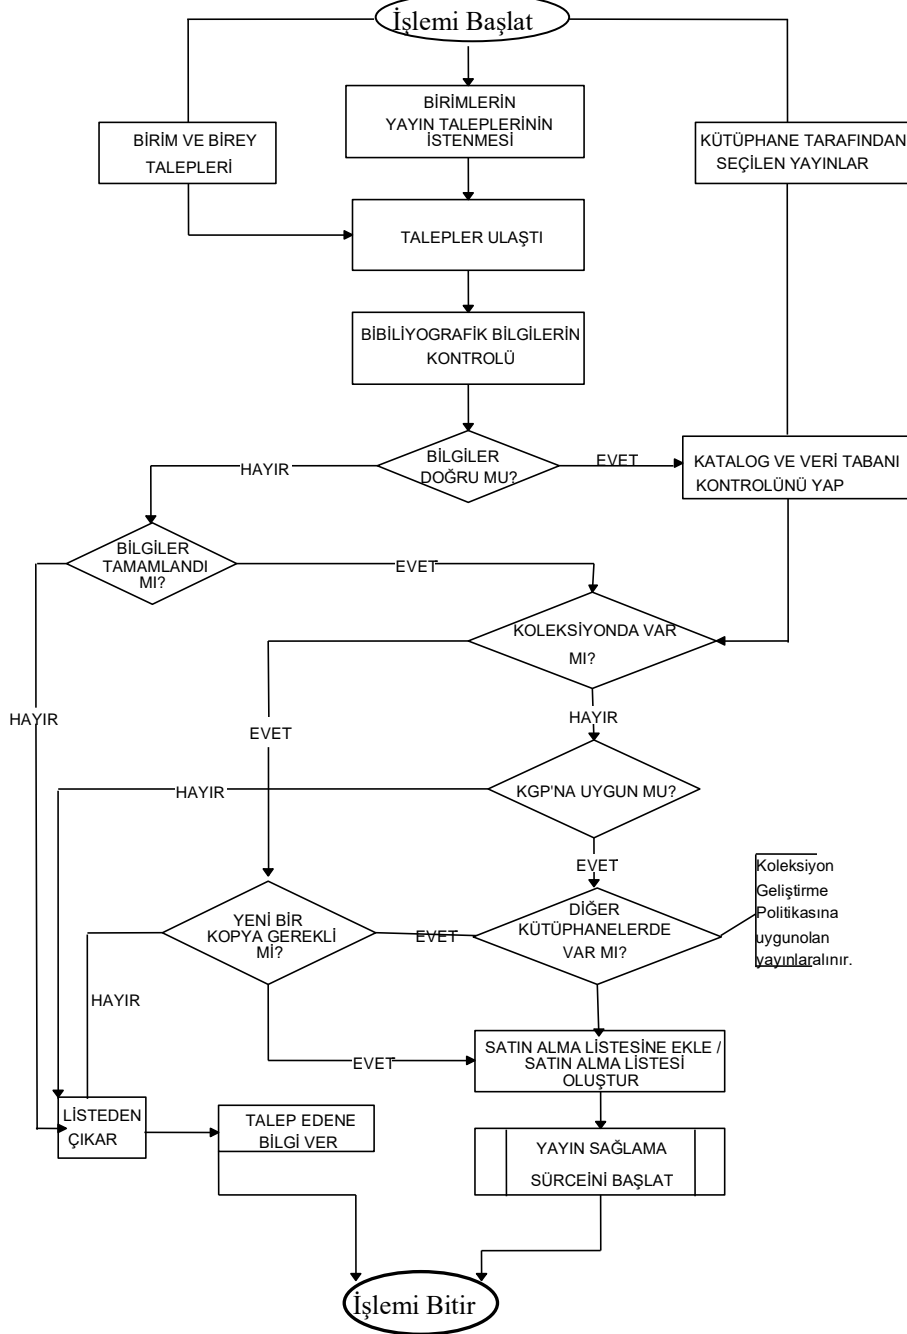 İşlemi Başlat
BİRİMLERİN
YAYIN TALEPLERİNİN
İSTENMESİ
BİRİM VE BİREY
TALEPLERİ
KÜTÜPHANE TARAFINDAN
SEÇİLEN YAYINLAR
TALEPLER ULAŞTI
BİBİLİYOGRAFİK BİLGİLERİN
KONTROLÜ
BİLGİLER
DOĞRU MU?
HAYIR
EVET
KATALOG VE VERİ TABANI
KONTROLÜNÜ YAP
BİLGİLER
TAMAMLANDI
MI?
EVET
KOLEKSİYONDA VAR
MI?
HAYIR
EVET
HAYIR
KGP'NA UYGUN MU?
HAYIR
EVET
Koleksiyon
Geliştirme
Politikasına
uygunolan
yayınlaralınır.
YENİ BİR
KOPYA GEREKLİ
Mİ?
EVET
DİĞER
KÜTÜPHANELERDE
VAR MI?
HAYIR
EVET
SATIN ALMA LİSTESİNE EKLE /
SATIN ALMA LİSTESİ
OLUŞTUR
LİSTEDEN
ÇIKAR
TALEP EDENE
BİLGİ VER
YAYIN SAĞLAMA
SÜRCEİNİ BAŞLAT
İşlemi Bitir